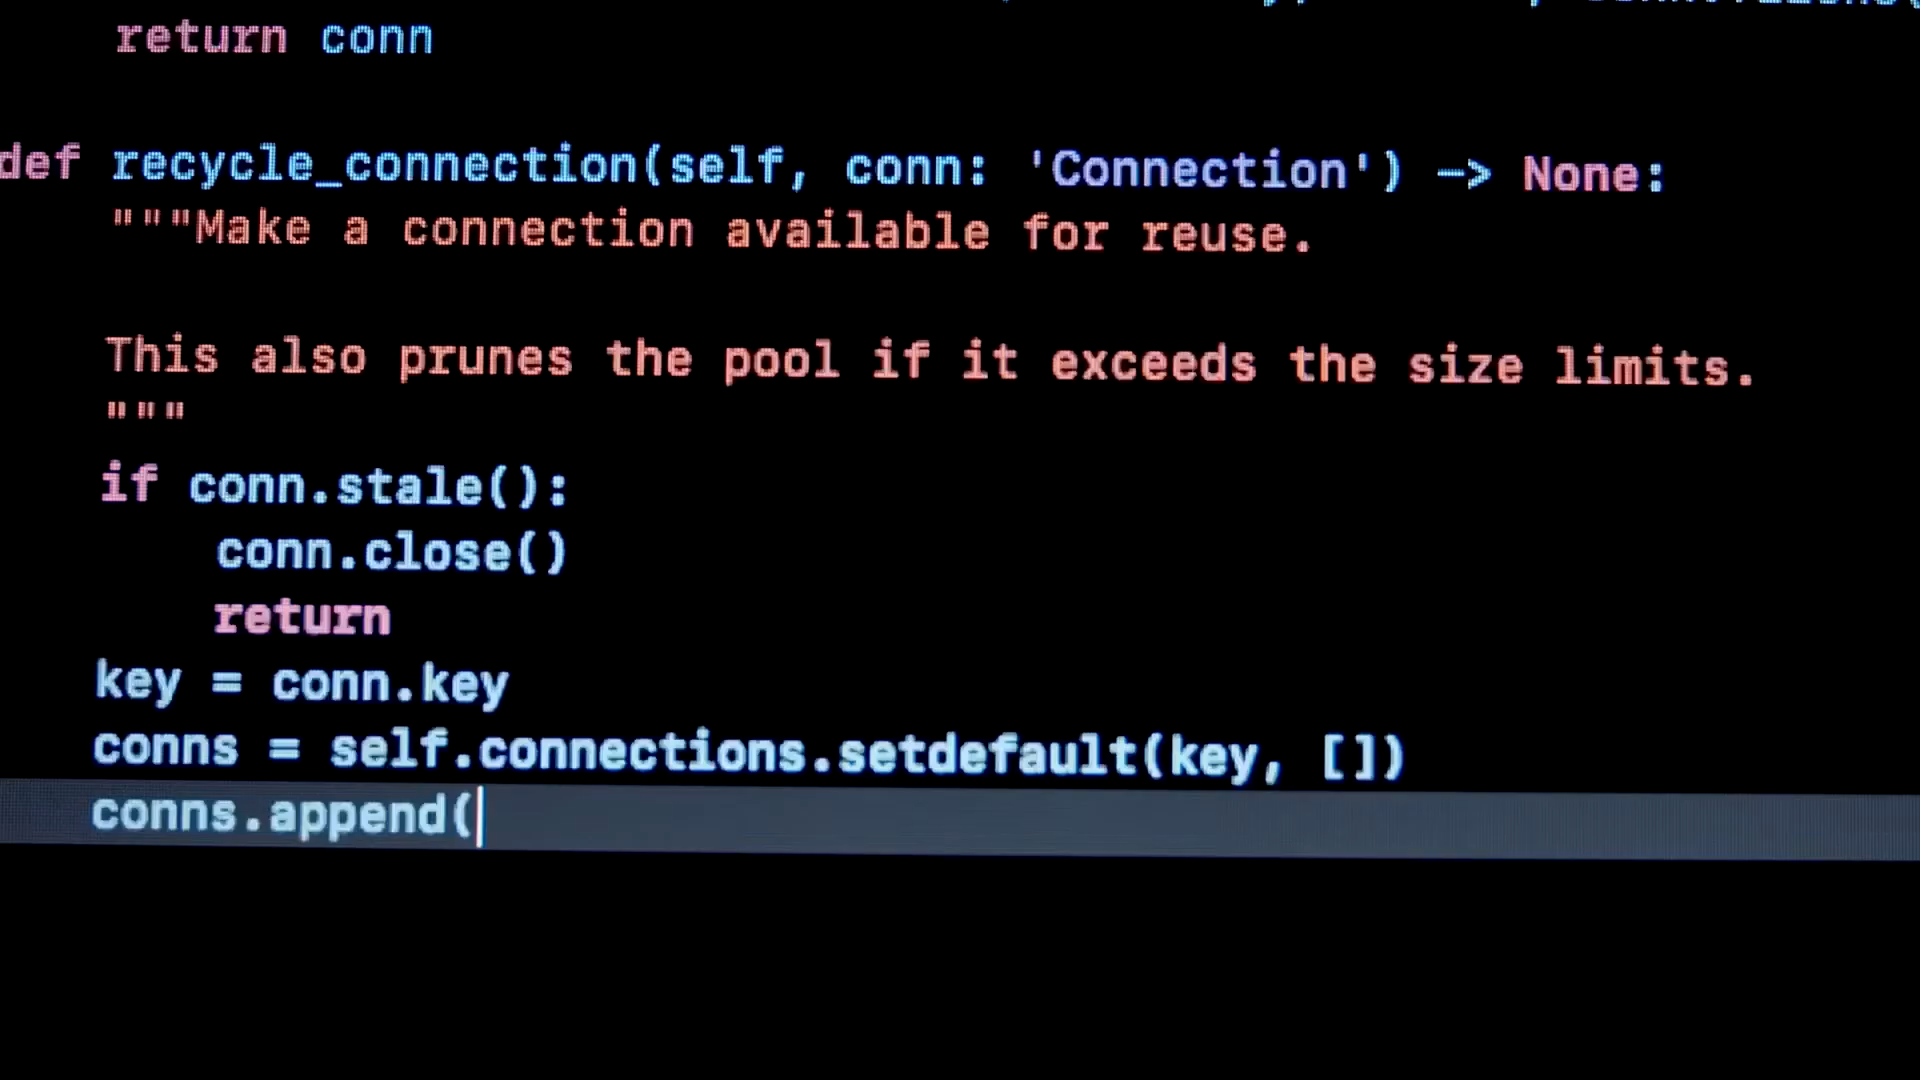 return conn
def recycle_connection(self, conn: 'Connection') -> None:
"""Make a connection available for reuse.
This also prunes the pool if it exceeds the size limits.
"""
if conn.stale():
conn.close()
return
key = conn.key
conns = self.connections.setdefault(key, [])
conns.append(